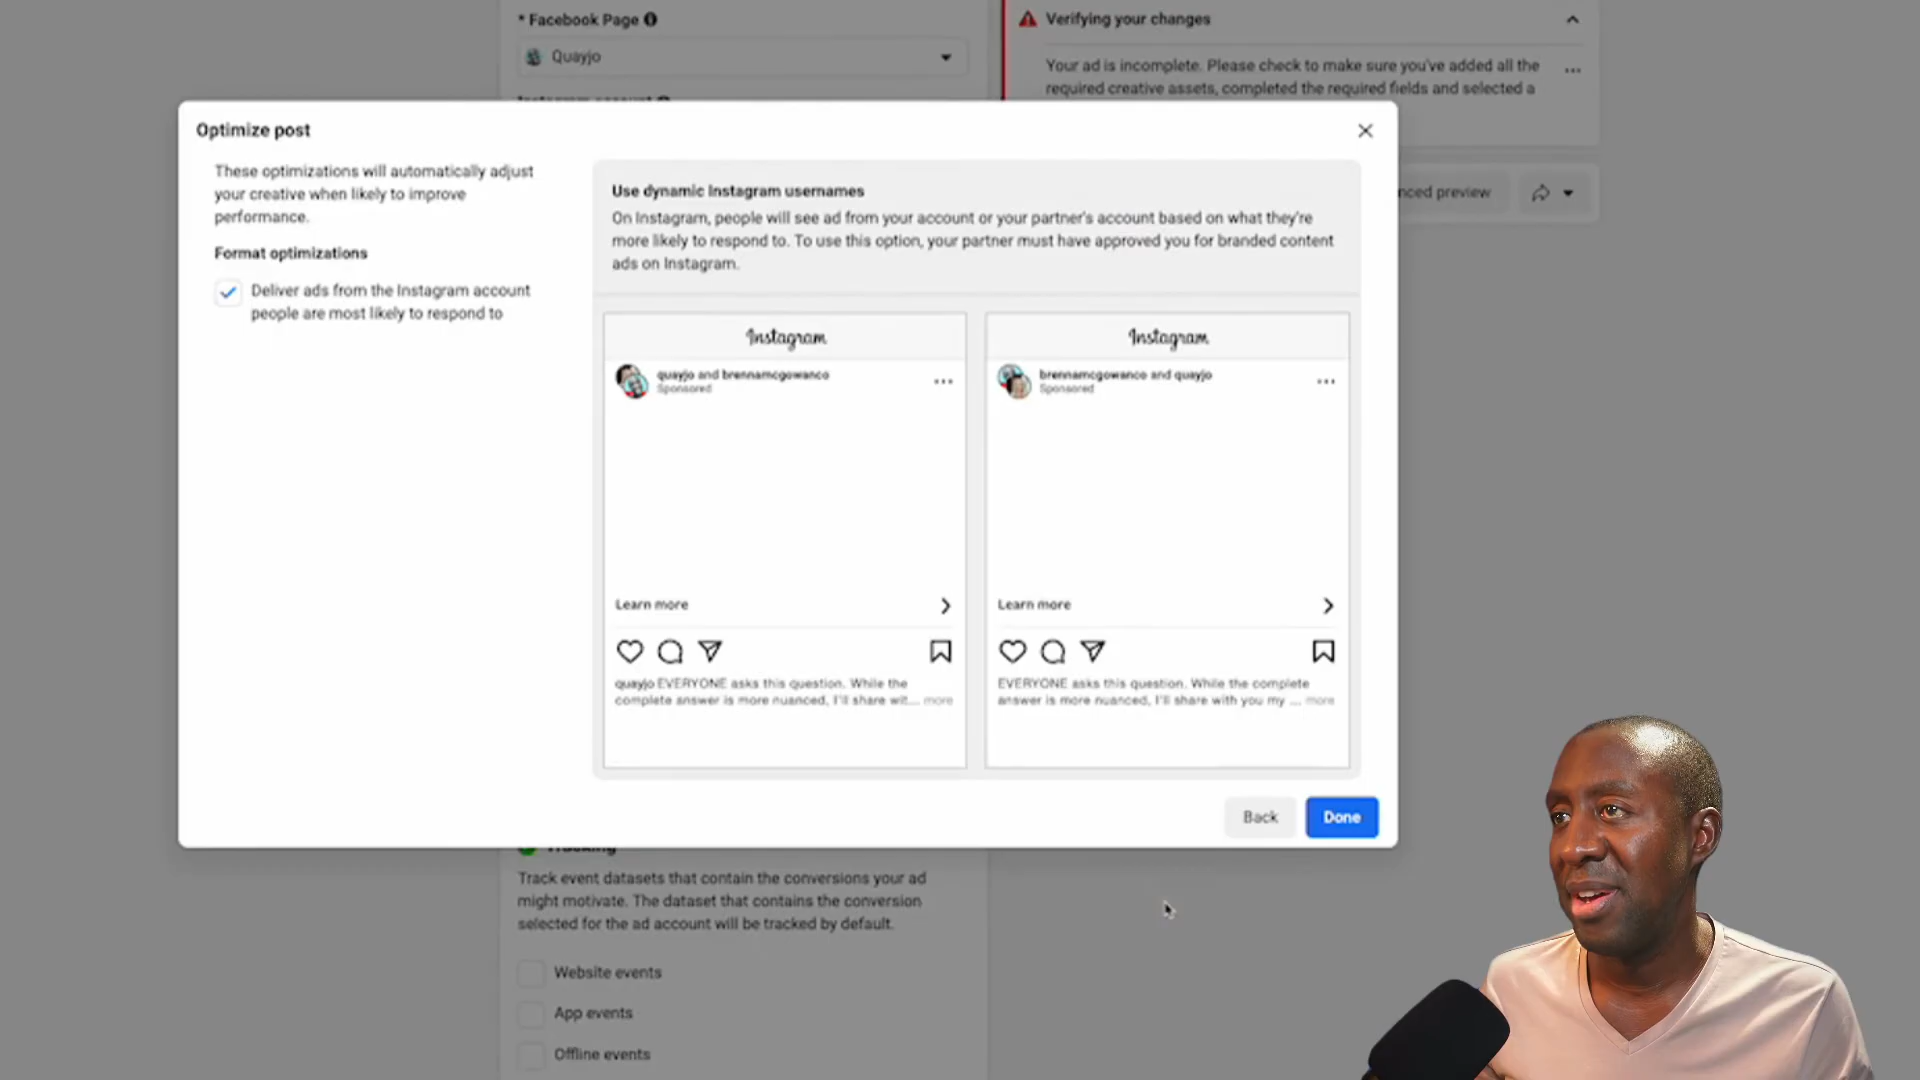 * Facebook Page
Quayjo
Verifying your changes
Your ad is incomplete. Please check to make sure you've added all the
required creative assets, completed the required fields and selected a
Optimize post
These optimizations will automatically adjust
your creative when likely to improve
performance.
Format optimizations
Deliver ads from the Instagram account
people are most likely to respond to
Use dynamic Instagram usernames
On Instagram, people will see ad from your account or your partner's account based on what they're
more likely to respond to. To use this option, your partner must have approved you for branded content
ads on Instagram.
nced preview
Instagram
quayjo and brennamcgowanco
Sponsored
Learn more
quayjo EVERYONE asks this question. While the
complete answer is more nuanced, I'll share wit... more
Instagram
brennamcgowanco and quayjo
Sponsored
Learn more
EVERYONE asks this question. While the complete
answer is more nuanced, I'll share with you my ... more
Back
Done
Tracking
Track event datasets that contain the conversions your ad
might motivate. The dataset that contains the conversion
selected for the ad account will be tracked by default.
Website events
App events
Offline events